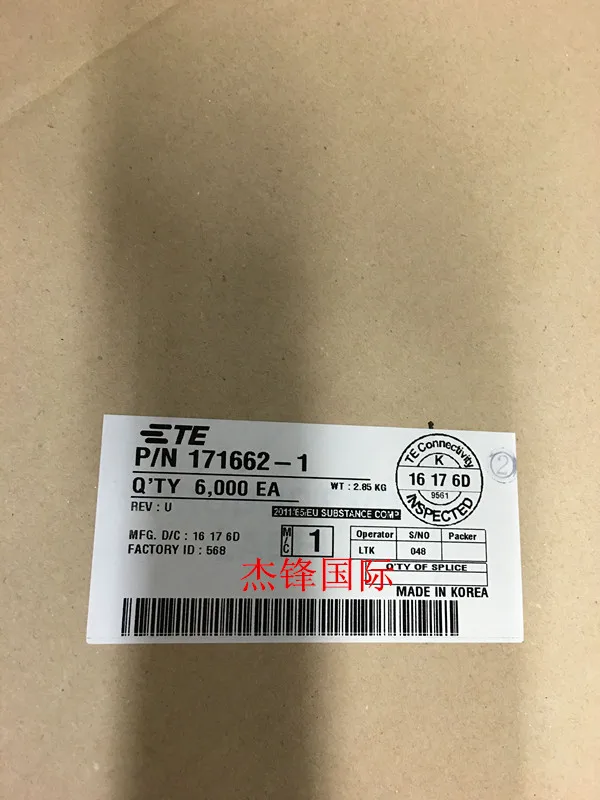 TE
P/N 171662-1
Q'TY 6,000 EA
WT : 2.85 KG
REV : U
2011/65/EU SUBSTANCE COMP
MFG. D/C : 16 17 6D
FACTORY ID : 568
M/C
1
Operator S/NO Packer
LTK 048
Q'TY OF SPLICE
MADE IN KOREA
TE Connectivity
K
16 17 6D
9561
INSPECTED
2
杰锋国际